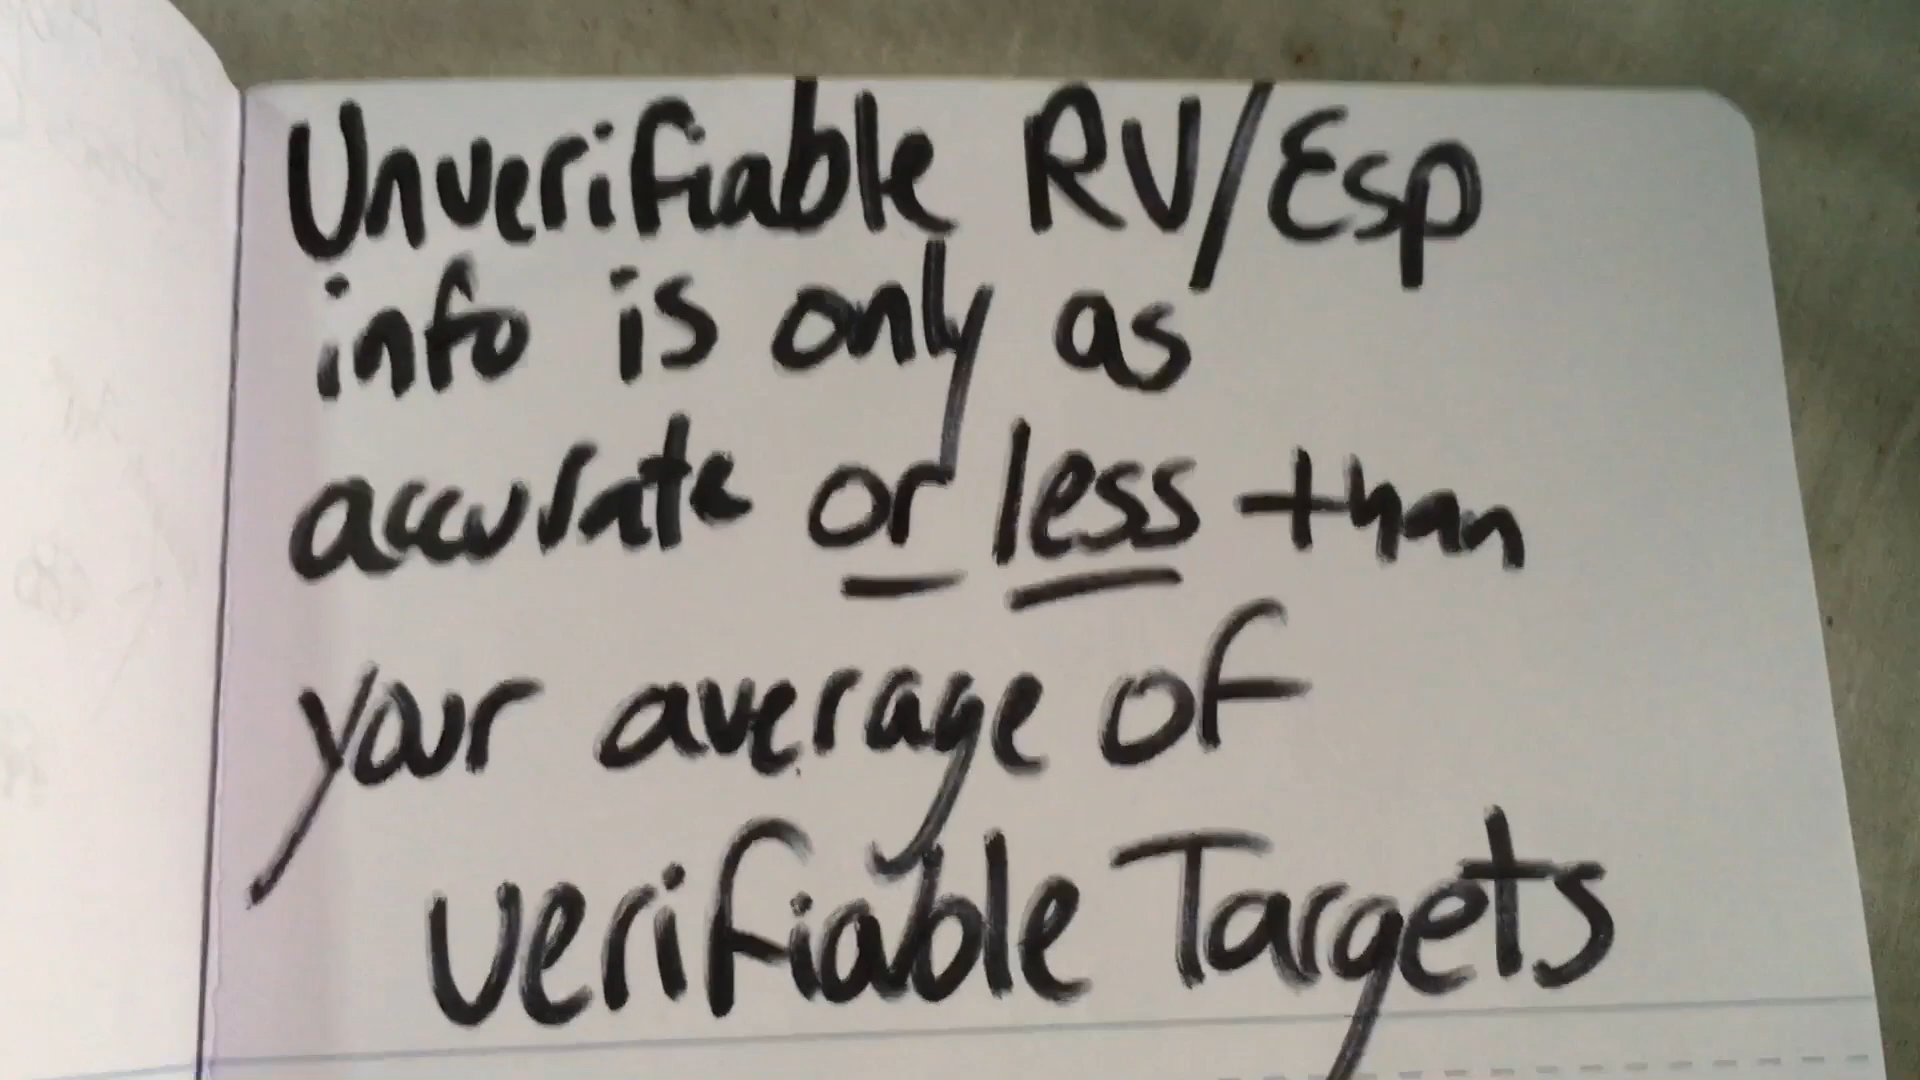 Unverifiable RV/Esp
info is only as
accurate or less than
your average of
verifiable Targets